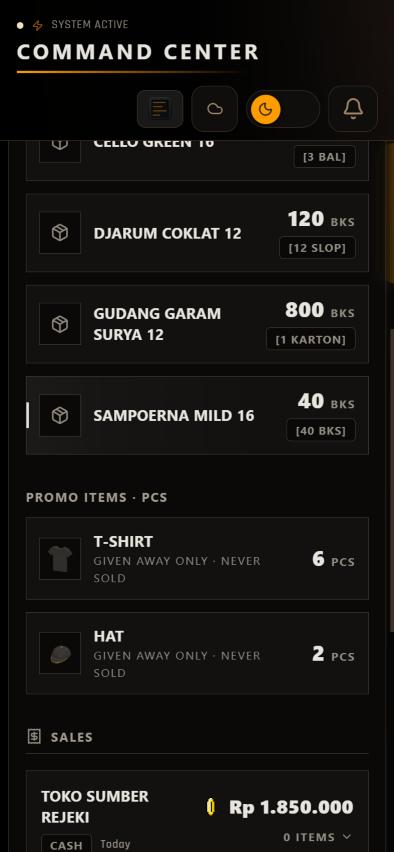 SYSTEM ACTIVE
COMMAND CENTER
CELLO GREEN 16
[3 BAL]
DJARUM COKLAT 12
120 BKS
[12 SLOP]
GUDANG GARAM
SURYA 12
800 BKS
[1 KARTON]
SAMPOERNA MILD 16
40 BKS
[40 BKS]
PROMO ITEMS · PCS
T-SHIRT
GIVEN AWAY ONLY · NEVER
SOLD
6 PCS
HAT
GIVEN AWAY ONLY · NEVER
SOLD
2 PCS
SALES
TOKO SUMBER
REJEKI
Rp 1.850.000
CASH Today
0 ITEMS